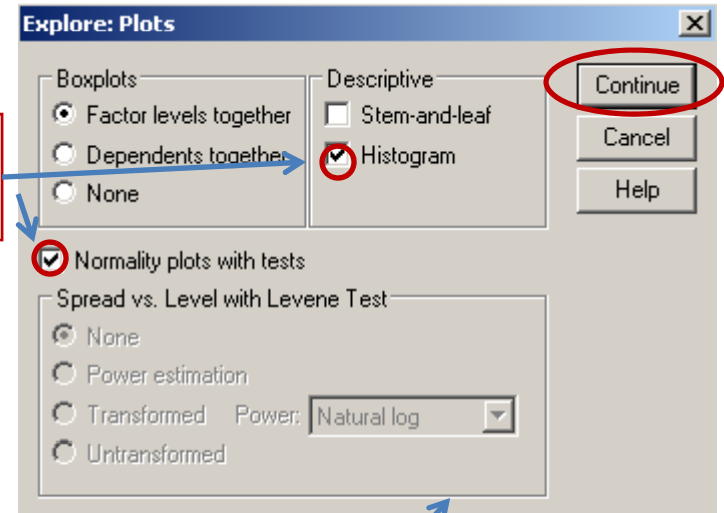 Explore: Plots
Boxplots
Factor levels together
Dependents together
None
Descriptive
Stem-and-leaf
Histogram
Continue
Cancel
Help
Normality plots with tests
Spread vs. Level with Levene Test
None
Power estimation
Transformed Power: Natural log
Untransformed